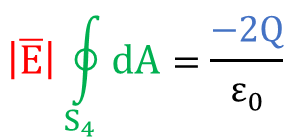 |E̅| ∮_{S₄} dA = −2Q / ε₀